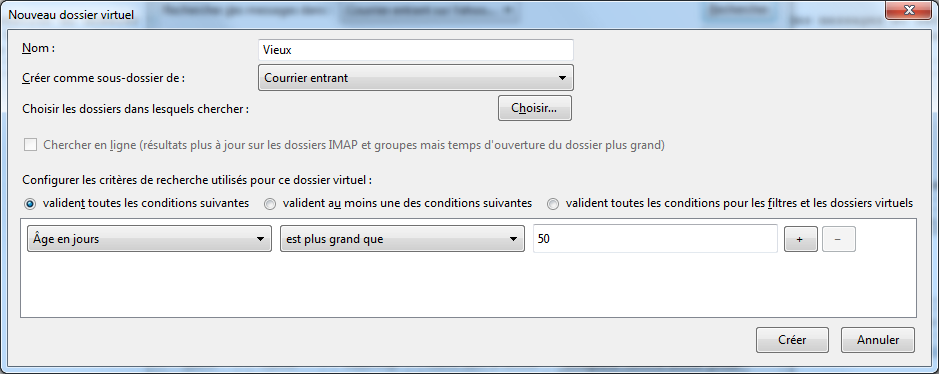 Nouveau dossier virtuel
Nom :
Vieux
Créer comme sous-dossier de :
Courrier entrant
Choisir les dossiers dans lesquels chercher :
Choisir...
Chercher en ligne (résultats plus à jour sur les dossiers IMAP et groupes mais temps d'ouverture du dossier plus grand)
Configurer les critères de recherche utilisés pour ce dossier virtuel :
valident toutes les conditions suivantes
valident au moins une des conditions suivantes
valident toutes les conditions pour les filtres et les dossiers virtuels
Âge en jours
est plus grand que
50
+
−
Créer
Annuler